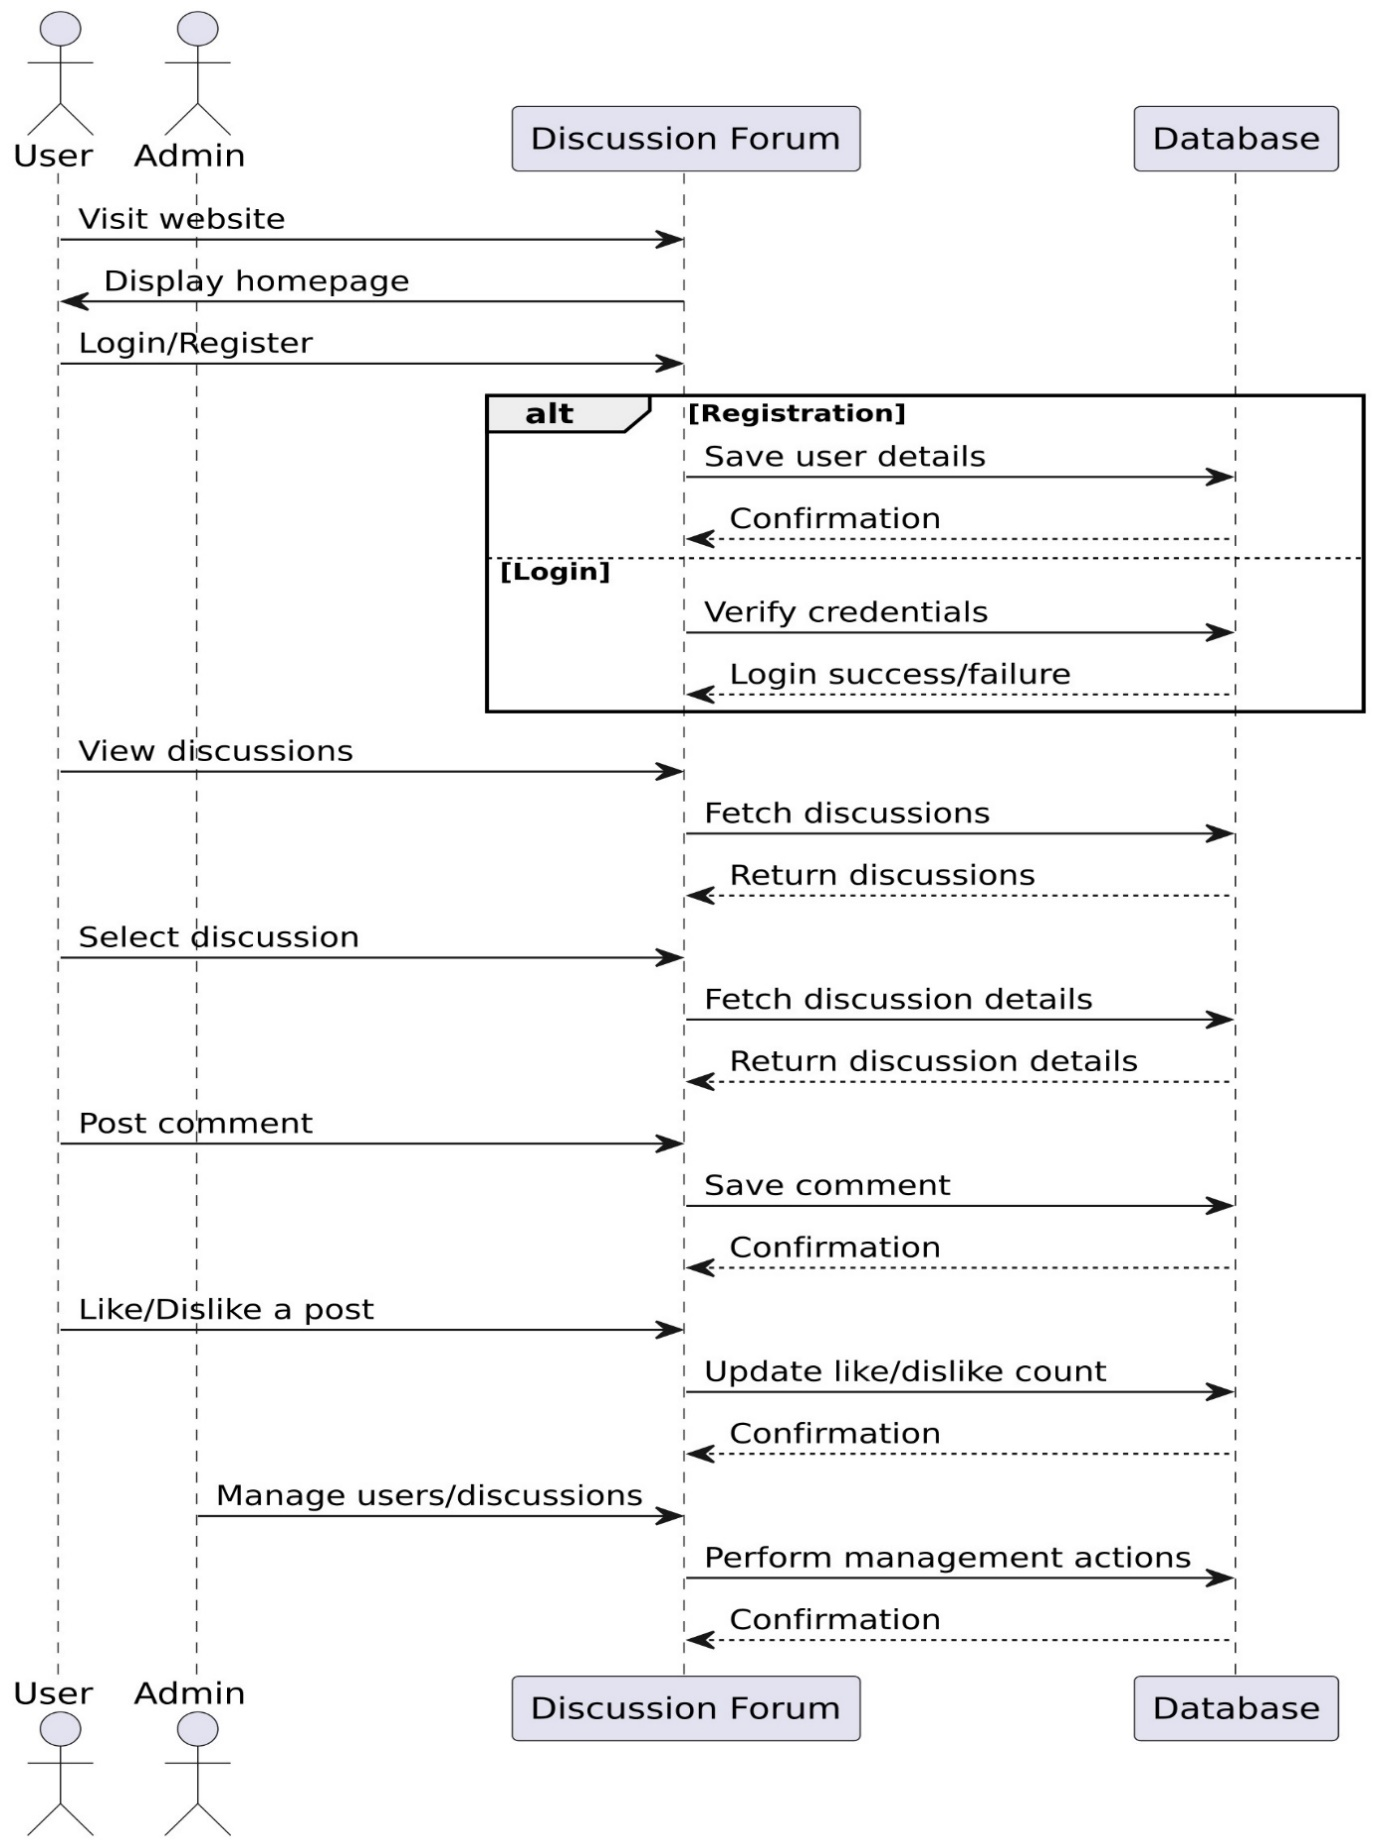 User
Admin
Discussion Forum
Database
Visit website
Display homepage
Login/Register
alt
[Registration]
Save user details
Confirmation
[Login]
Verify credentials
Login success/failure
View discussions
Fetch discussions
Return discussions
Select discussion
Fetch discussion details
Return discussion details
Post comment
Save comment
Confirmation
Like/Dislike a post
Update like/dislike count
Confirmation
Manage users/discussions
Perform management actions
Confirmation
User
Admin
Discussion Forum
Database